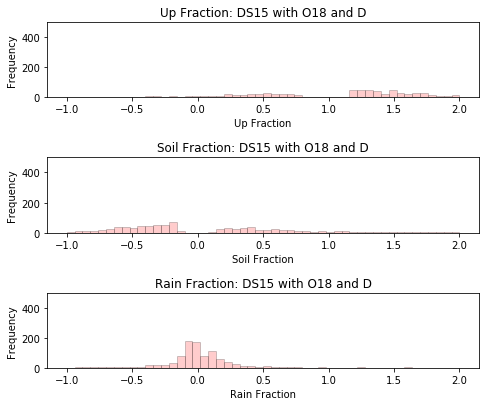 Up Fraction: DS15 with O18 and D
400
200
0
Frequency
−1.0 −0.5 0.0 0.5 1.0 1.5 2.0
Up Fraction
Soil Fraction: DS15 with O18 and D
400
200
0
Frequency
−1.0 −0.5 0.0 0.5 1.0 1.5 2.0
Soil Fraction
Rain Fraction: DS15 with O18 and D
400
200
0
Frequency
−1.0 −0.5 0.0 0.5 1.0 1.5 2.0
Rain Fraction